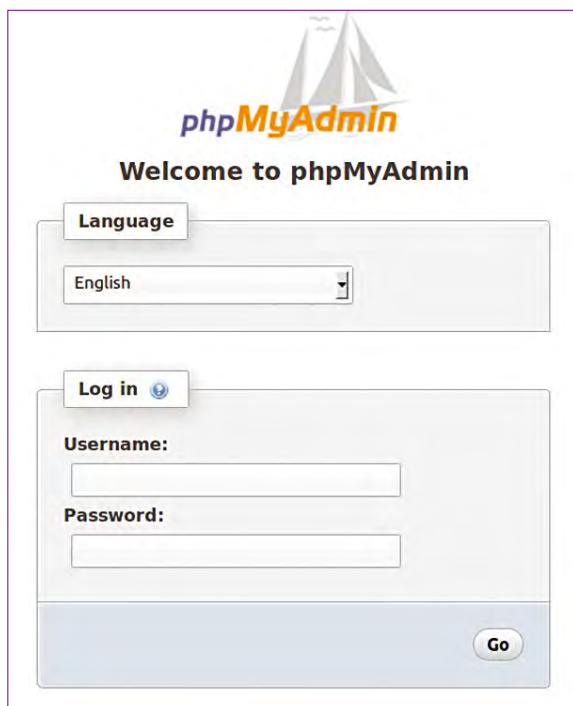 phpMyAdmin
Welcome to phpMyAdmin
Language
English
Log in
Username:
Password:
Go